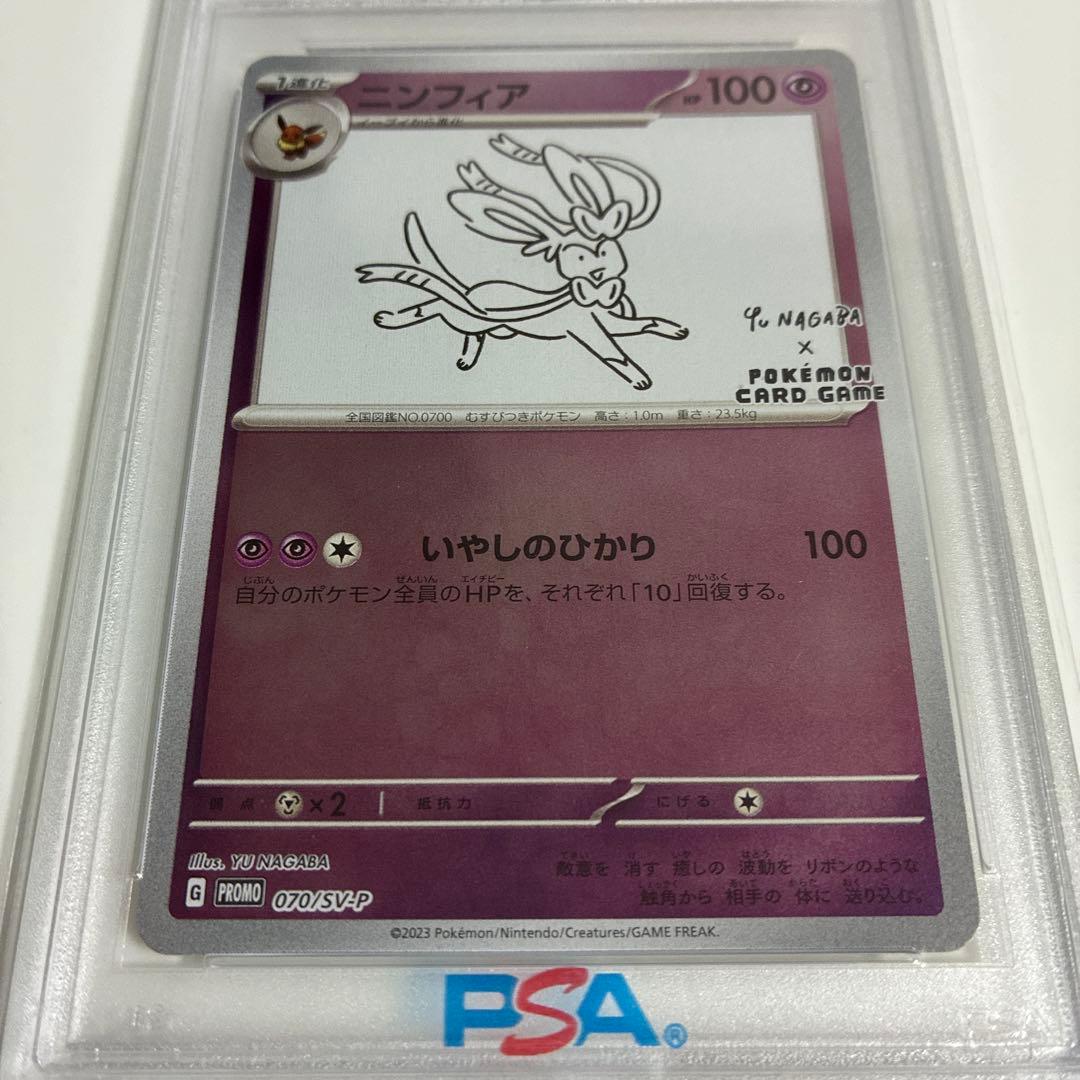 1進化
ニンフィア
HP 100
イーブイから進化
Yu NAGABA
×
POKÉMON
CARD GAME
全国図鑑NO.0700 むすびつきポケモン 高さ：1.0m 重さ：23.5kg
いやしのひかり 100
自分のポケモン全員のHPを、それぞれ「10」回復する。
弱点 ×2 抵抗力 にげる
Illus. YU NAGABA
G PROMO 070/SV-P
敵意を 消す 癒しの 波動を リボンのような
触角から 相手の 体に 送り込む。
©2023 Pokémon/Nintendo/Creatures/GAME FREAK.
PSA®